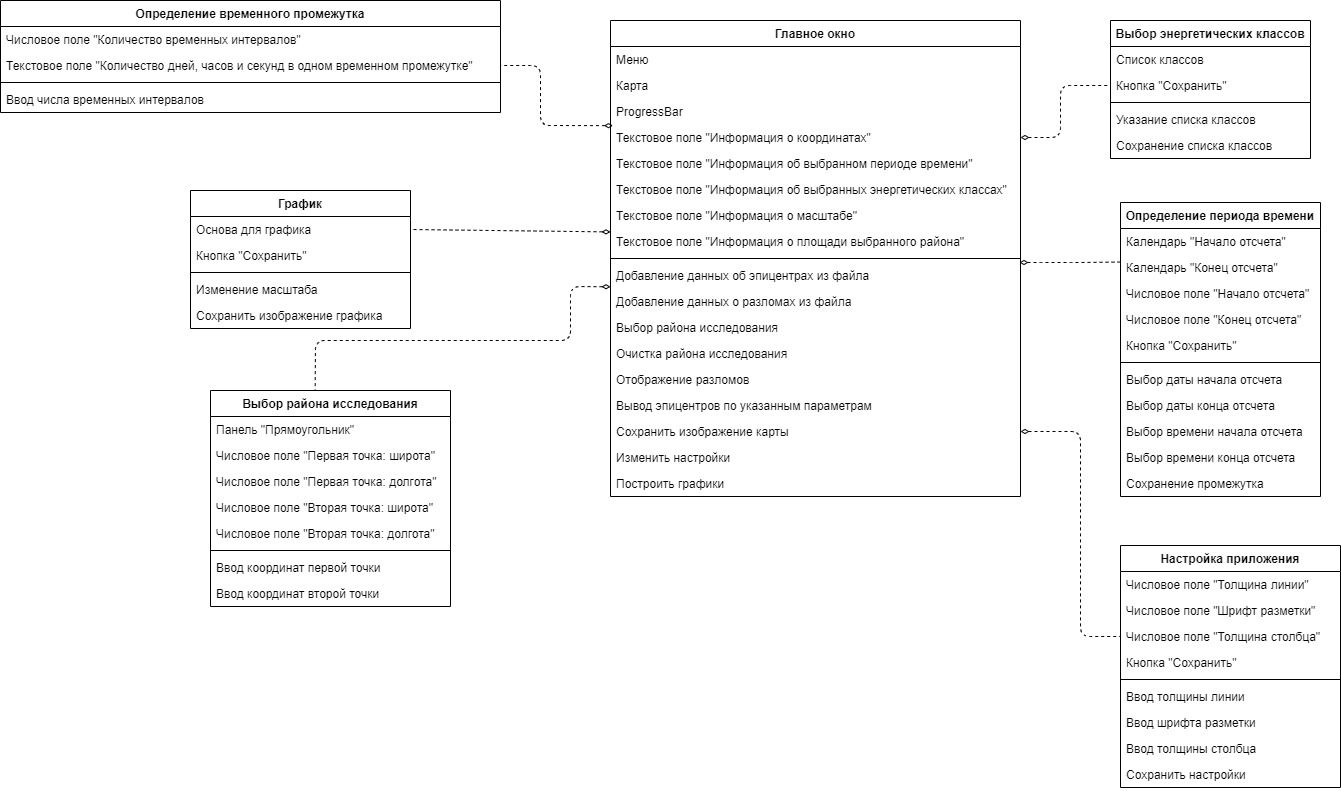 Определение временного промежутка
Числовое поле "Количество временных интервалов"
Текстовое поле "Количество дней, часов и секунд в одном временном промежутке"
Ввод числа временных интервалов
Главное окно
Меню
Карта
ProgressBar
Текстовое поле "Информация о координатах"
Текстовое поле "Информация об выбранном периоде времени"
Текстовое поле "Информация об выбранных энергетических классах"
Текстовое поле "Информация о масштабе"
Текстовое поле "Информация о площади выбранного района"
Добавление данных об эпицентрах из файла
Добавление данных о разломах из файла
Выбор района исследования
Очистка района исследования
Отображение разломов
Вывод эпицентров по указанным параметрам
Сохранить изображение карты
Изменить настройки
Построить графики
Выбор энергетических классов
Список классов
Кнопка "Сохранить"
Указание списка классов
Сохранение списка классов
График
Основа для графика
Кнопка "Сохранить"
Изменение масштаба
Сохранить изображение графика
Определение периода времени
Календарь "Начало отсчета"
Календарь "Конец отсчета"
Числовое поле "Начало отсчета"
Числовое поле "Конец отсчета"
Кнопка "Сохранить"
Выбор даты начала отсчета
Выбор даты конца отсчета
Выбор времени начала отсчета
Выбор времени конца отсчета
Сохранение промежутка
Выбор района исследования
Панель "Прямоугольник"
Числовое поле "Первая точка: широта"
Числовое поле "Первая точка: долгота"
Числовое поле "Вторая точка: широта"
Числовое поле "Вторая точка: долгота"
Ввод координат первой точки
Ввод координат второй точки
Настройка приложения
Числовое поле "Толщина линии"
Числовое поле "Шрифт разметки"
Числовое поле "Толщина столбца"
Кнопка "Сохранить"
Ввод толщины линии
Ввод шрифта разметки
Ввод толщины столбца
Сохранить настройки